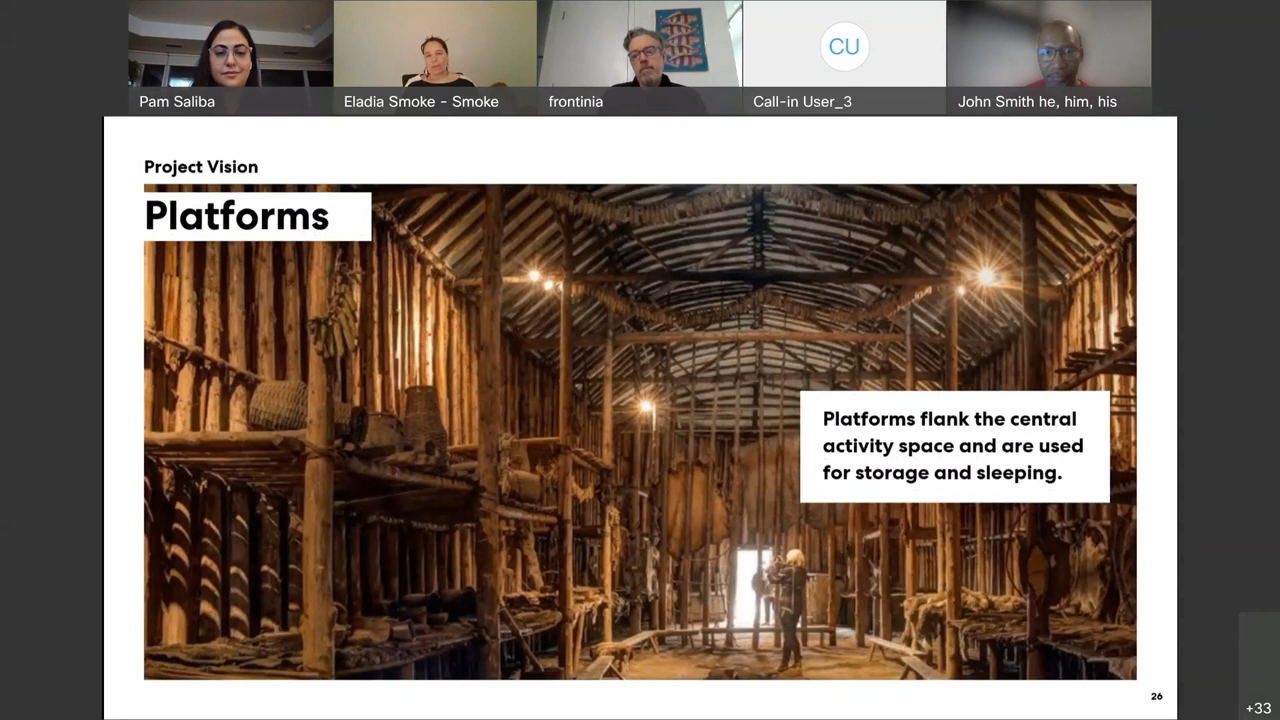 CU
Pam Saliba
Eladia Smoke - Smoke
frontinia
Call-in User_3
John Smith he, him, his
Project Vision
Platforms
Platforms flank the central
activity space and are used
for storage and sleeping.
26
+33